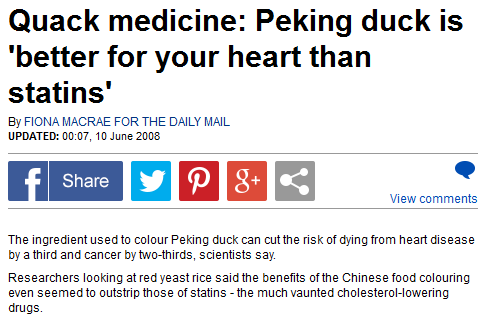 Quack medicine: Peking duck is
'better for your heart than
statins'
By FIONA MACRAE FOR THE DAILY MAIL
UPDATED: 00:07, 10 June 2008
f Share
g+
View comments
The ingredient used to colour Peking duck can cut the risk of dying from heart disease
by a third and cancer by two-thirds, scientists say.
Researchers looking at red yeast rice said the benefits of the Chinese food colouring
even seemed to outstrip those of statins - the much vaunted cholesterol-lowering
drugs.